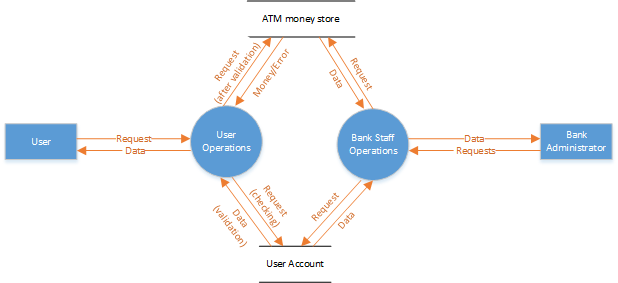 ATM money store
Request
(after validation)
Money/Error
Data
Request
User
Request
Data
User
Operations
Bank Staff
Operations
Data
Requests
Bank
Administrator
Data
(validation)
Request
(checking)
Request
Data
User Account